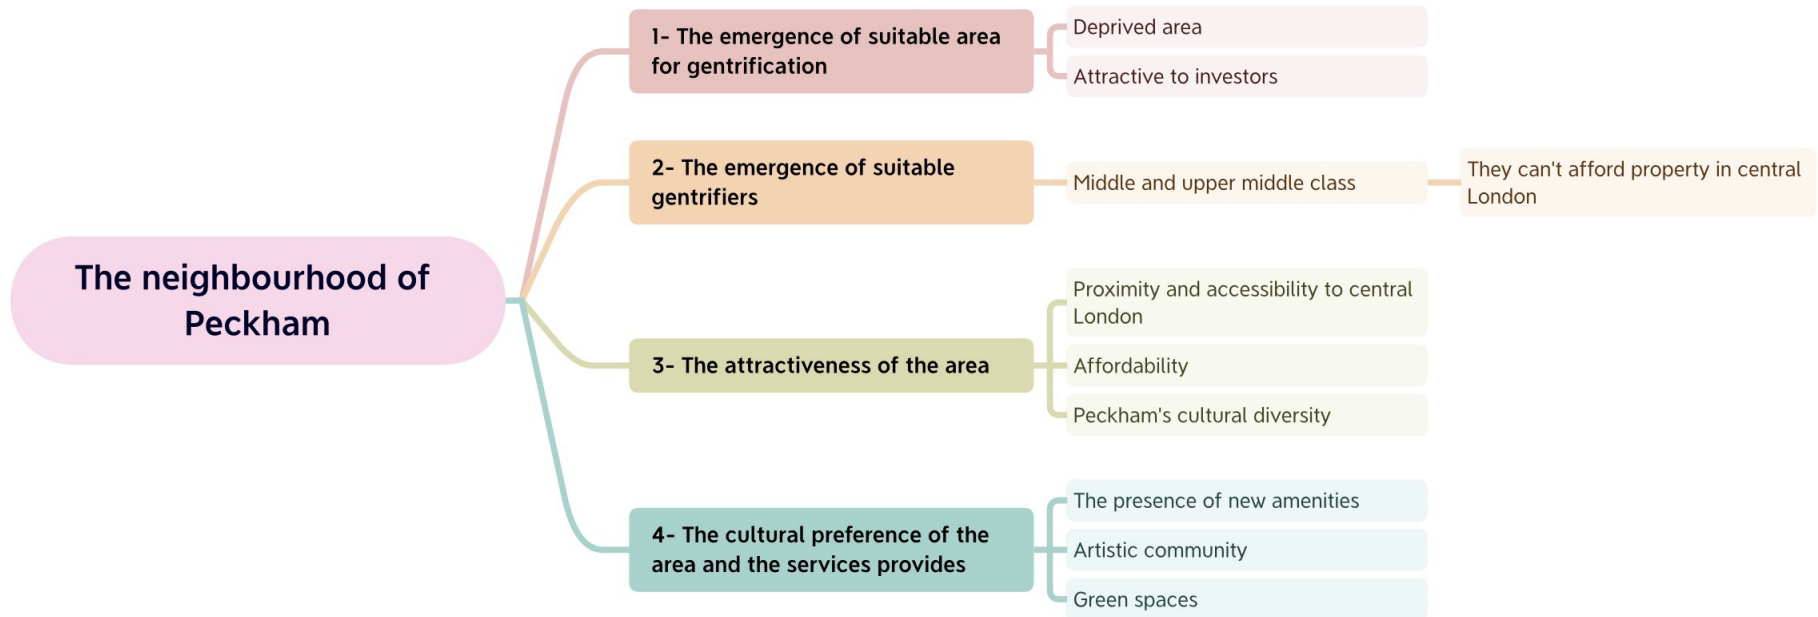 The neighbourhood of
Peckham
1- The emergence of suitable area
for gentrification
Deprived area
Attractive to investors
2- The emergence of suitable
gentrifiers
Middle and upper middle class
They can't afford property in central
London
3- The attractiveness of the area
Proximity and accessibility to central
London
Affordability
Peckham's cultural diversity
4- The cultural preference of the
area and the services provides
The presence of new amenities
Artistic community
Green spaces